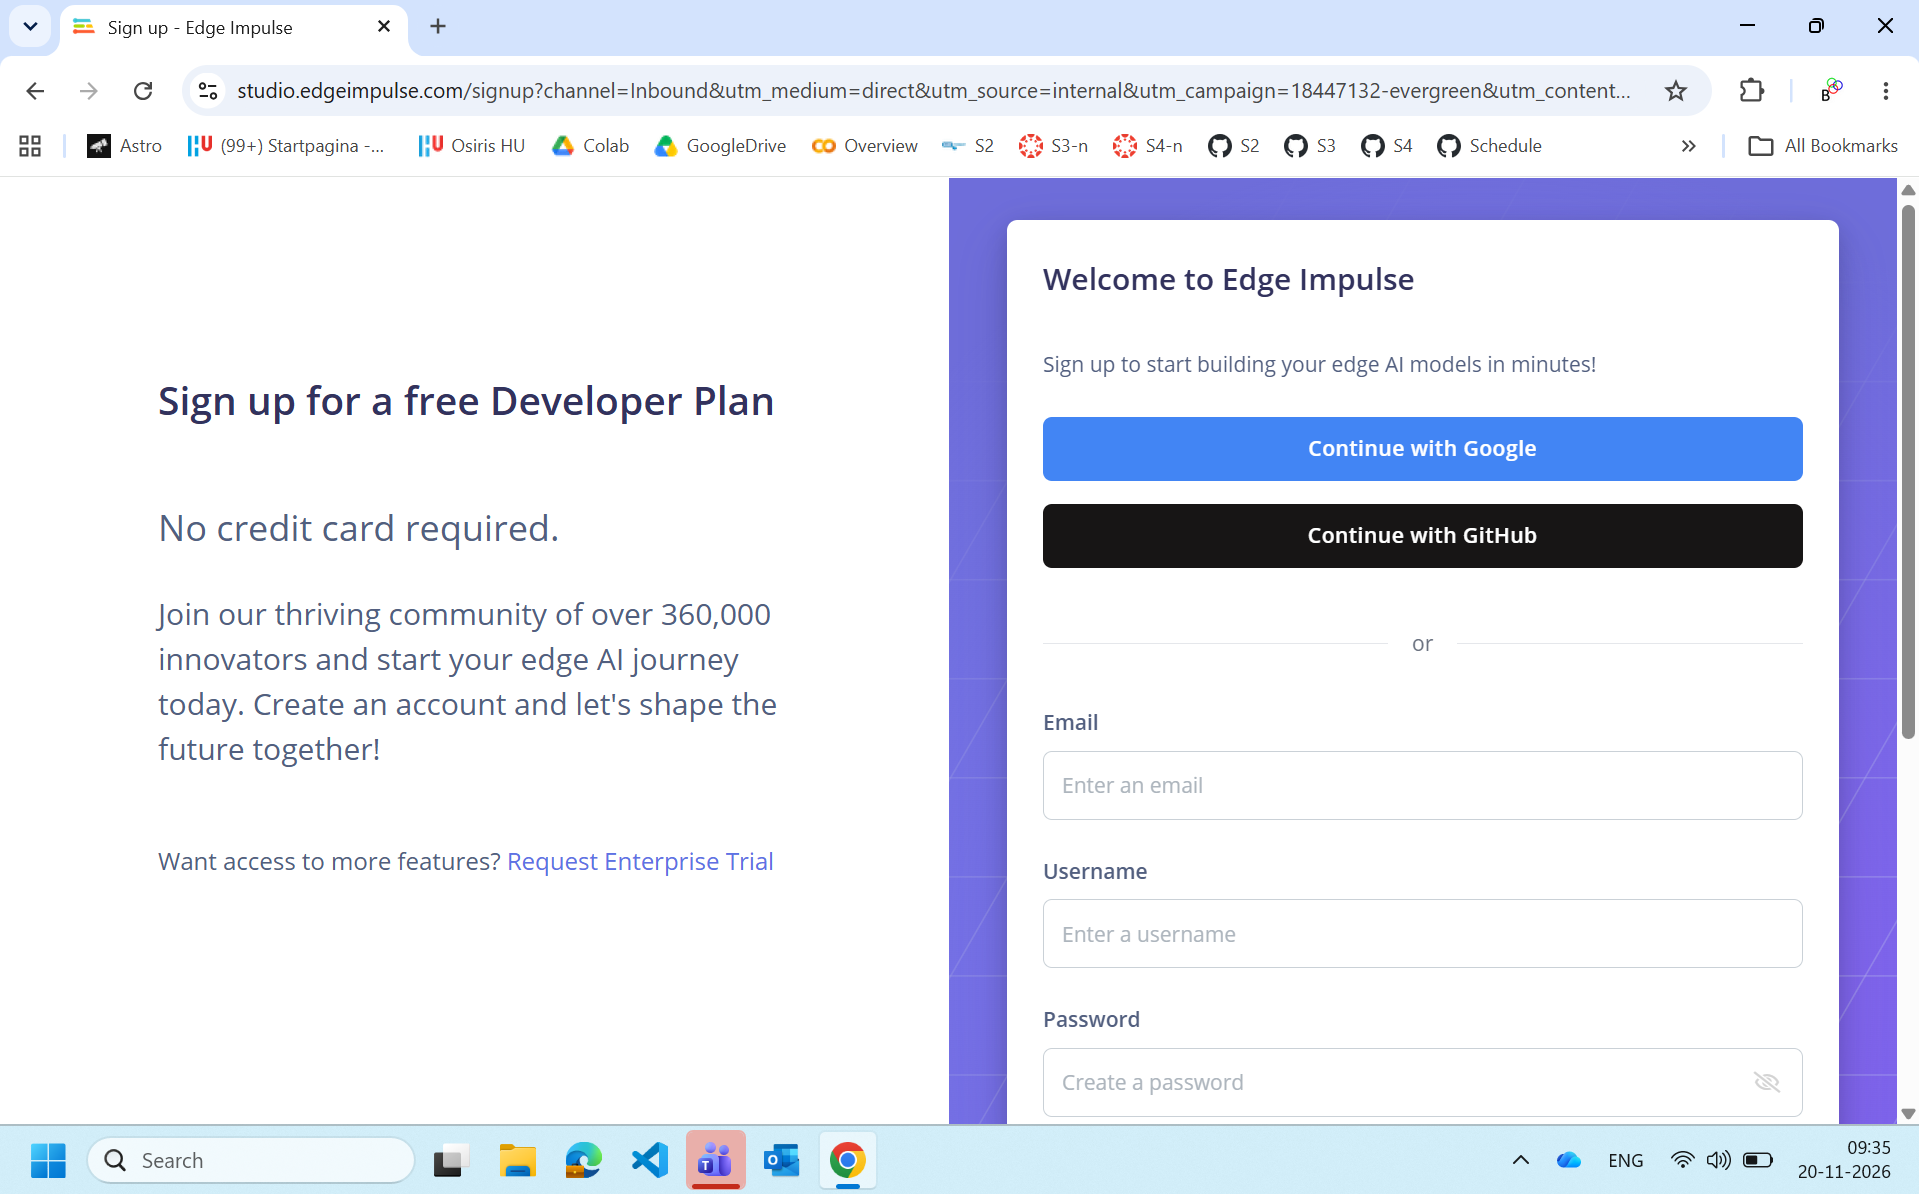 Sign up - Edge Impulse
studio.edgeimpulse.com/signup?channel=Inbound&utm_medium=direct&utm_source=internal&utm_campaign=18447132-evergreen&utm_content...
B
Astro
(99+) Startpagina -...
Osiris HU
Colab
GoogleDrive
Overview
S2
S3-n
S4-n
S2
S3
S4
Schedule
All Bookmarks
Sign up for a free Developer Plan
No credit card required.
Join our thriving community of over 360,000
innovators and start your edge AI journey
today. Create an account and let's shape the
future together!
Want access to more features? Request Enterprise Trial
Welcome to Edge Impulse
Sign up to start building your edge AI models in minutes!
Continue with Google
Continue with GitHub
or
Email
Enter an email
Username
Enter a username
Password
Create a password
Search
ENG
09:35
20-11-2026